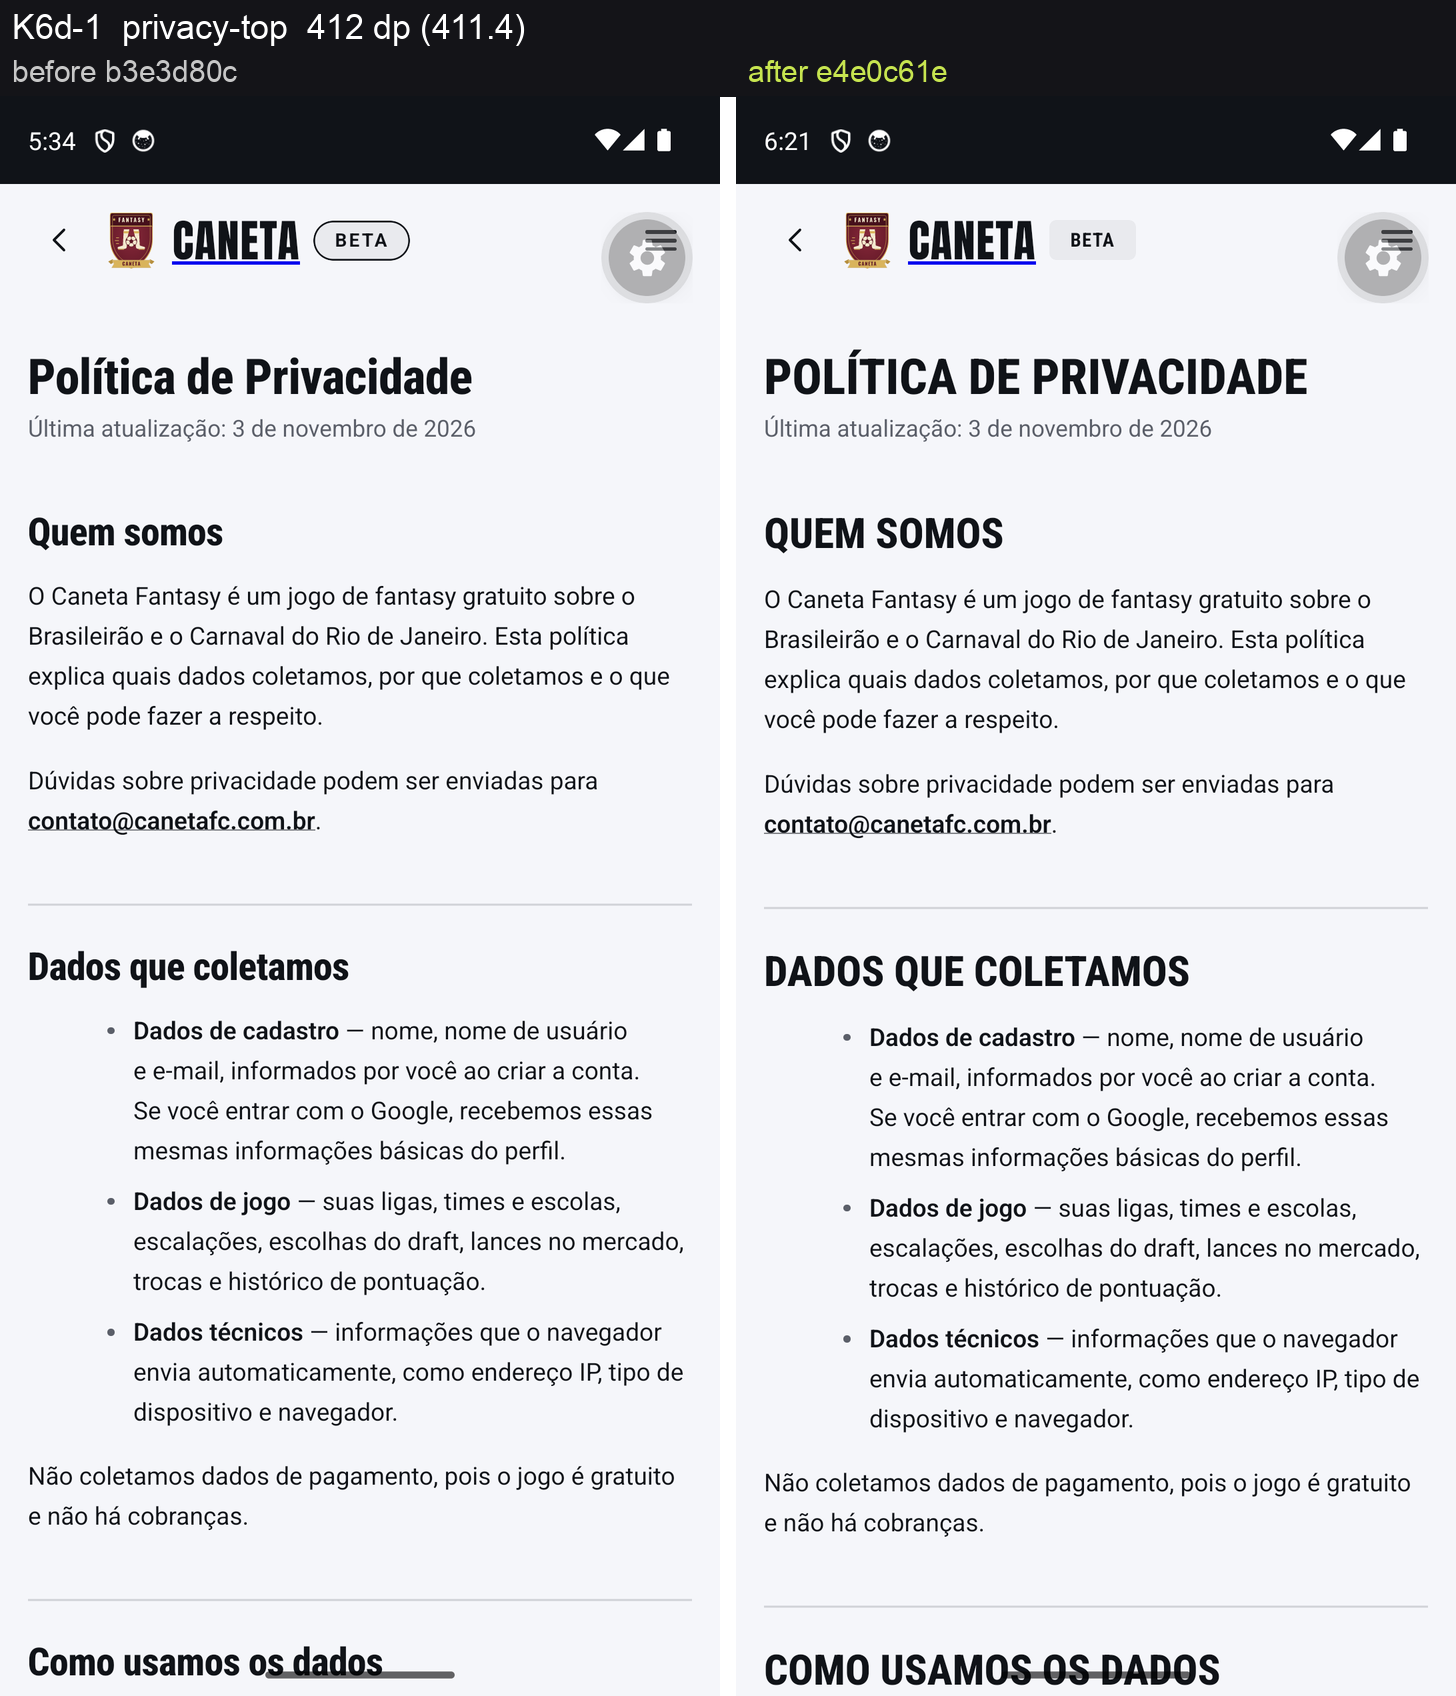 K6d-1 privacy-top 412 dp (411.4)
before b3e3d80c
after e4e0c61e
5:34
FANTASY
CANETA
CANETA
BETA
Política de Privacidade
Última atualização: 3 de novembro de 2026
Quem somos
O Caneta Fantasy é um jogo de fantasy gratuito sobre o
Brasileirão e o Carnaval do Rio de Janeiro. Esta política
explica quais dados coletamos, por que coletamos e o que
você pode fazer a respeito.
Dúvidas sobre privacidade podem ser enviadas para
contato@canetafc.com.br.
Dados que coletamos
• Dados de cadastro — nome, nome de usuário
e e-mail, informados por você ao criar a conta.
Se você entrar com o Google, recebemos essas
mesmas informações básicas do perfil.
• Dados de jogo — suas ligas, times e escolas,
escalações, escolhas do draft, lances no mercado,
trocas e histórico de pontuação.
• Dados técnicos — informações que o navegador
envia automaticamente, como endereço IP, tipo de
dispositivo e navegador.
Não coletamos dados de pagamento, pois o jogo é gratuito
e não há cobranças.
Como usamos os dados
6:21
FANTASY
CANETA
CANETA
BETA
POLÍTICA DE PRIVACIDADE
Última atualização: 3 de novembro de 2026
QUEM SOMOS
O Caneta Fantasy é um jogo de fantasy gratuito sobre o
Brasileirão e o Carnaval do Rio de Janeiro. Esta política
explica quais dados coletamos, por que coletamos e o que
você pode fazer a respeito.
Dúvidas sobre privacidade podem ser enviadas para
contato@canetafc.com.br.
DADOS QUE COLETAMOS
• Dados de cadastro — nome, nome de usuário
e e-mail, informados por você ao criar a conta.
Se você entrar com o Google, recebemos essas
mesmas informações básicas do perfil.
• Dados de jogo — suas ligas, times e escolas,
escalações, escolhas do draft, lances no mercado,
trocas e histórico de pontuação.
• Dados técnicos — informações que o navegador
envia automaticamente, como endereço IP, tipo de
dispositivo e navegador.
Não coletamos dados de pagamento, pois o jogo é gratuito
e não há cobranças.
COMO USAMOS OS DADOS